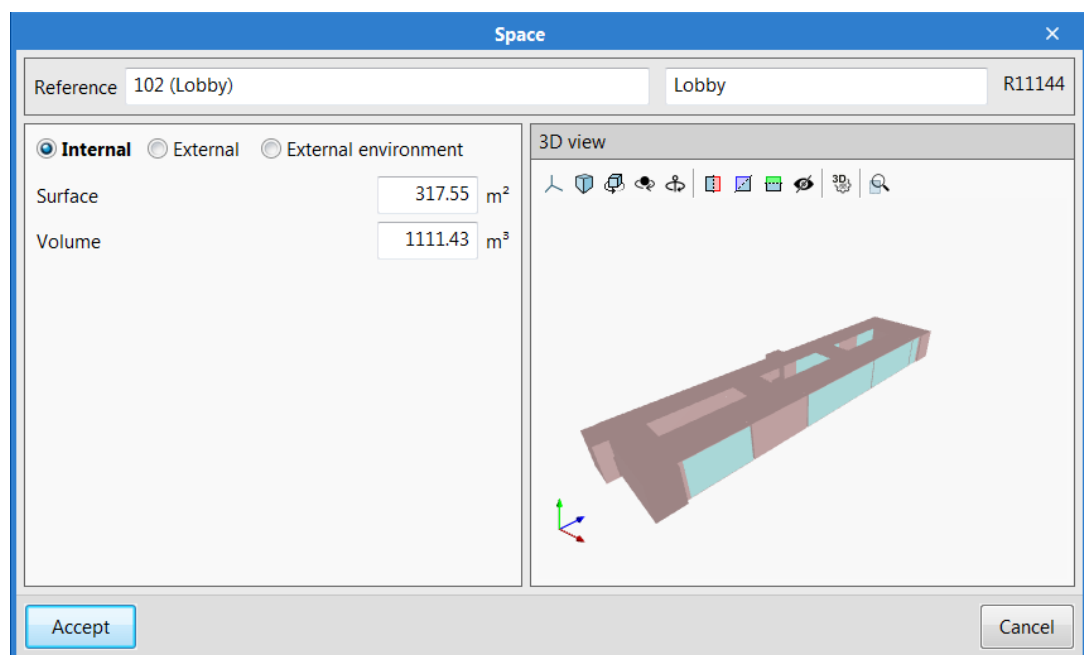 Space
Reference 102 (Lobby) Lobby R11144
Internal External External environment
Surface 317.55 m²
Volume 1111.43 m³
3D view
3D
Accept Cancel